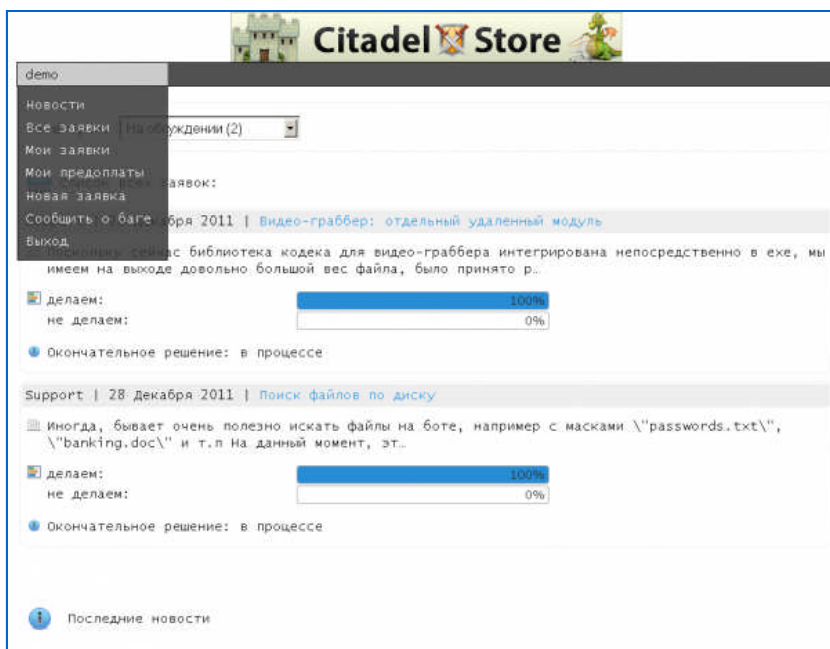 Citadel Store
demo
Новости
Все заявки
На обсуждении (2)
Мои заявки
Мои предоплаты
заявок:
Новая заявка
Сообщить о баге
Декабря 2011 | Видео-граббер: отдельный удаленный модуль
Выход
сейчас библиотека кодека для видео-граббера интегрирована непосредственно в exe, мы
имеем на выходе довольно большой вес файла, было принято р…
делаем: 100%
не делаем: 0%
Окончательное решение: в процессе
Support | 28 Декабря 2011 | Поиск файлов по диску
Иногда, бывает очень полезно искать файлы на боте, например с масками \"passwords.txt\",
\"banking.doc\" и т.п На данный момент, эт…
делаем: 100%
не делаем: 0%
Окончательное решение: в процессе
Последние новости